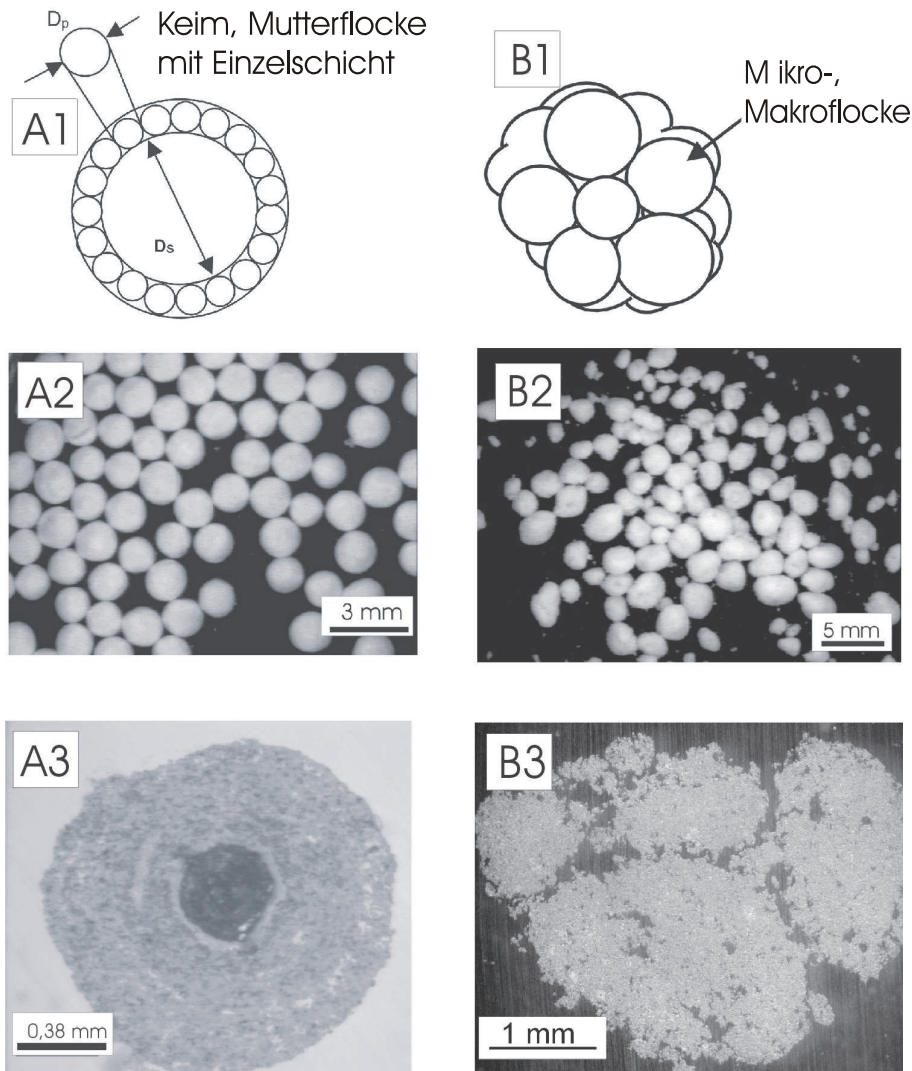 Dp
Keim, Mutterflocke
mit Einzelschicht
A1
Ds
B1
M ikro-,
Makroflocke
A2
3 mm
B2
5 mm
A3
0,38 mm
B3
1 mm